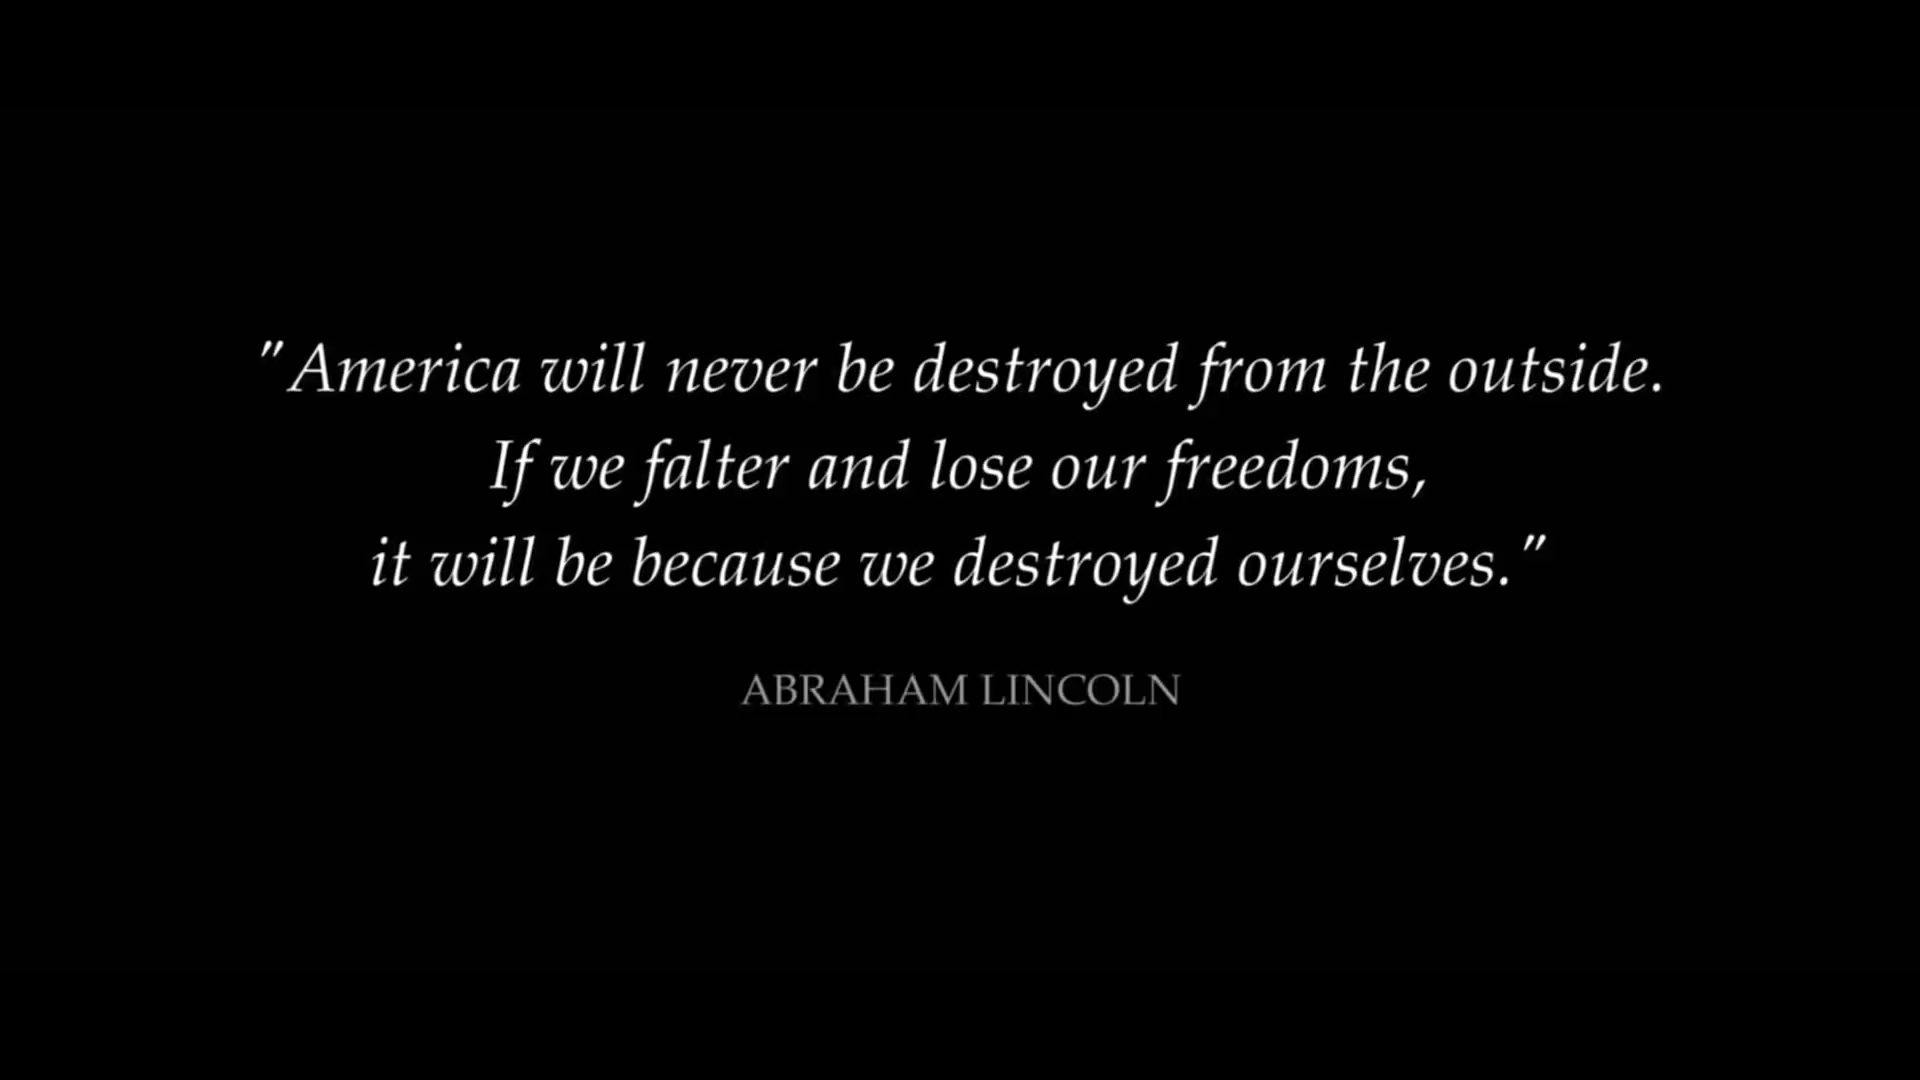 "America will never be destroyed from the outside.
If we falter and lose our freedoms,
it will be because we destroyed ourselves."
ABRAHAM LINCOLN